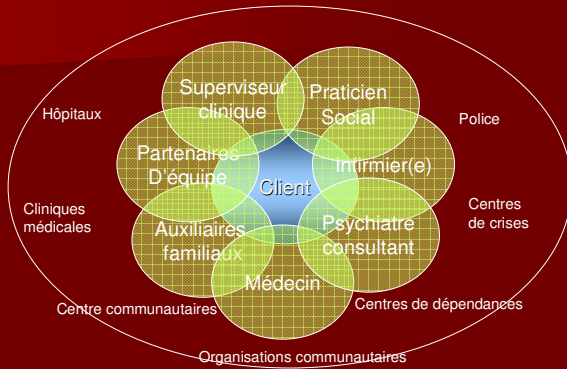 Superviseur
clinique
Praticien
Social
Hôpitaux
Police
Partenaires
D'équipe
Infirmier(e)
Client
Cliniques
médicales
Centres
de crises
Auxiliaires
familiaux
Psychiatre
consultant
Médecin
Centre communautaires
Centres de dépendances
Organisations communautaires